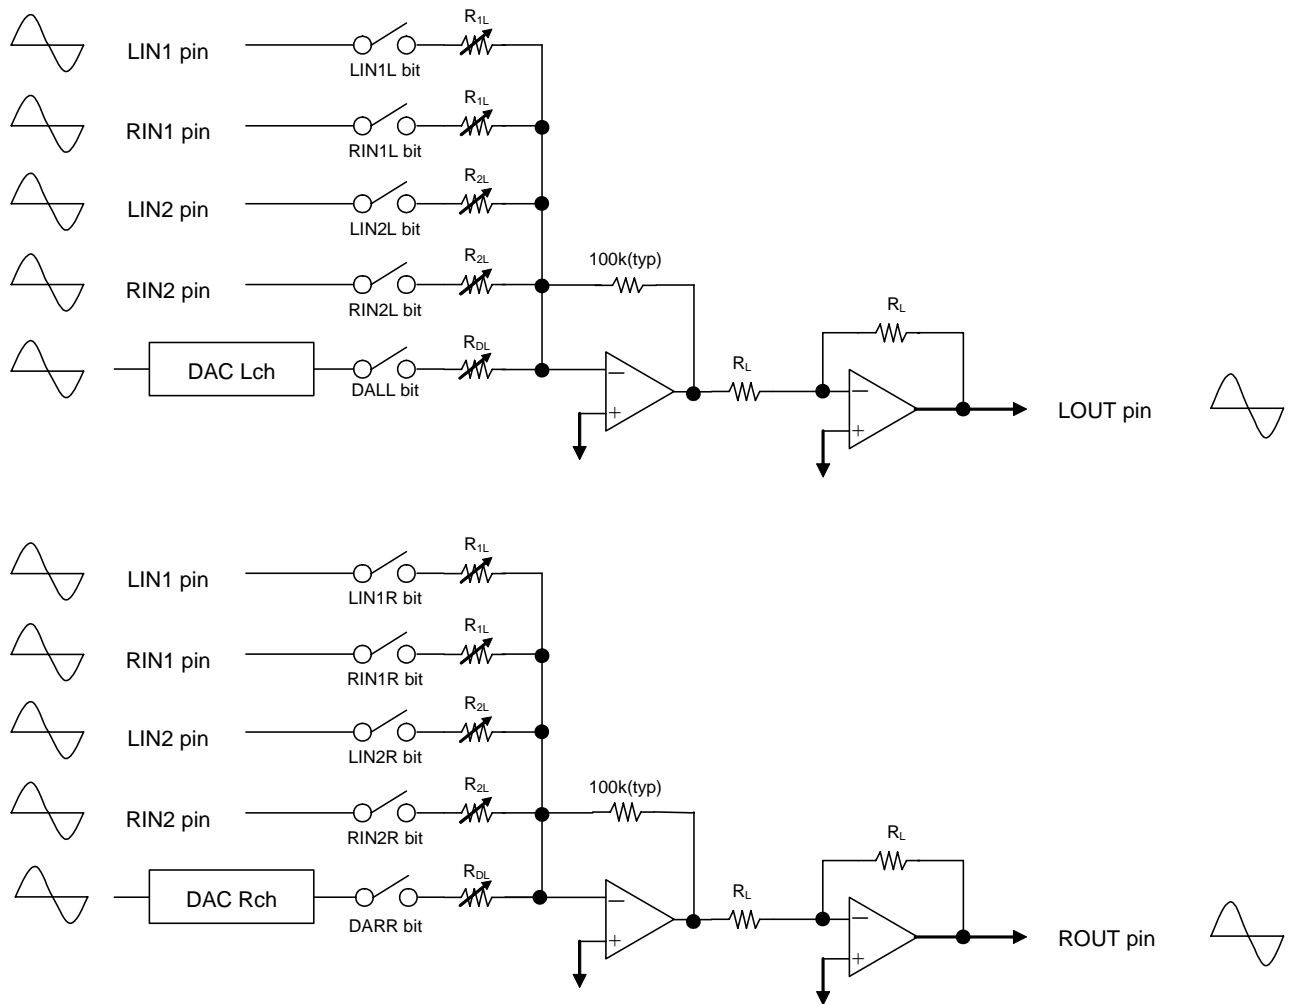 R1L
LIN1 pin
LIN1L bit
R1L
RIN1 pin
RIN1L bit
R2L
LIN2 pin
LIN2L bit
R2L
100k(typ)
RIN2 pin
RIN2L bit
RL
RDL
DAC Lch
DALL bit
RL
−
+
−
+
LOUT pin
R1L
LIN1 pin
LIN1R bit
R1L
RIN1 pin
RIN1R bit
R2L
LIN2 pin
LIN2R bit
R2L
100k(typ)
RIN2 pin
RIN2R bit
RL
RDL
DAC Rch
DARR bit
RL
−
+
−
+
ROUT pin